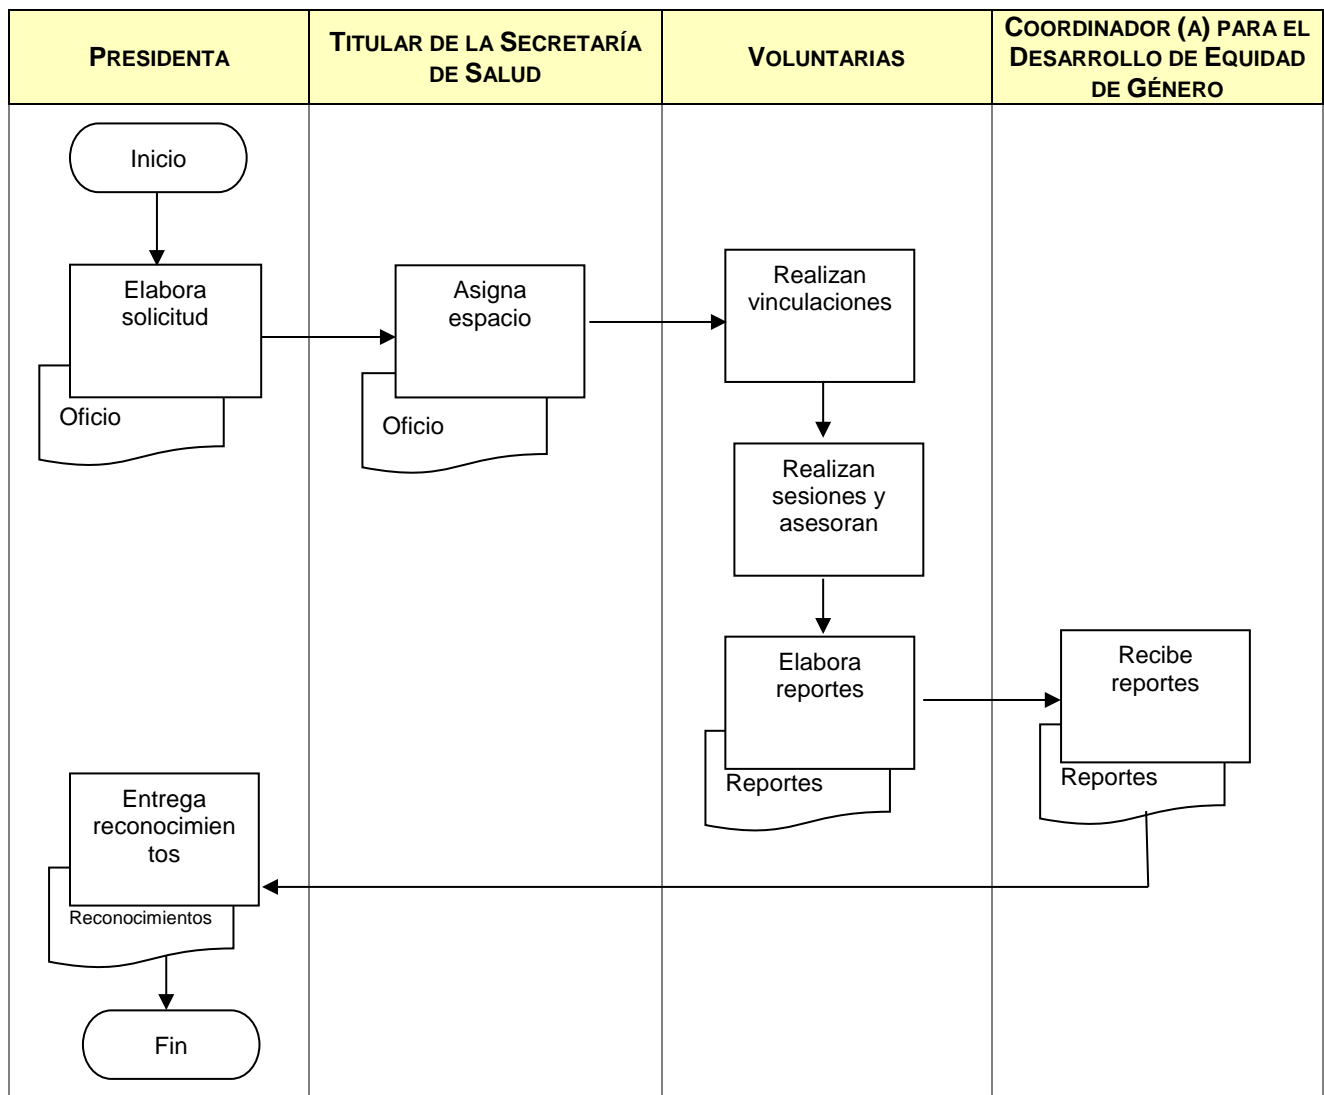 PRESIDENTA
TITULAR DE LA SECRETARÍA
DE SALUD
VOLUNTARIAS
COORDINADOR (A) PARA EL
DESARROLLO DE EQUIDAD
DE GÉNERO
Inicio
Elabora
solicitud
Oficio
Asigna
espacio
Oficio
Realizan
vinculaciones
Realizan
sesiones y
asesoran
Elabora
reportes
Reportes
Recibe
reportes
Reportes
Entrega
reconocimien
tos
Reconocimientos
Fin